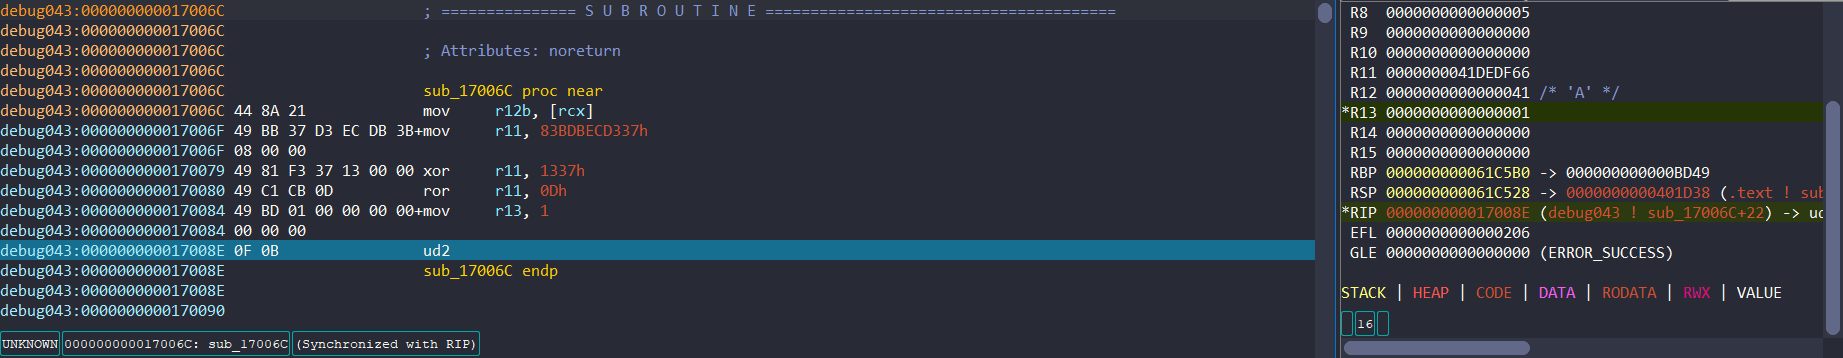 debug043:000000000017006C ; =============== S U B R O U T I N E =======================================
debug043:000000000017006C
debug043:000000000017006C ; Attributes: noreturn
debug043:000000000017006C
debug043:000000000017006C sub_17006C proc near
debug043:000000000017006C 44 8A 21 mov r12b, [rcx]
debug043:000000000017006F 49 BB 37 D3 EC DB 3B+mov r11, 83BDBECD337h
debug043:000000000017006F 08 00 00
debug043:0000000000170079 49 81 F3 37 13 00 00 xor r11, 1337h
debug043:0000000000170080 49 C1 CB 0D ror r11, 0Dh
debug043:0000000000170084 49 BD 01 00 00 00 00+mov r13, 1
debug043:0000000000170084 00 00 00
debug043:000000000017008E 0F 0B ud2
debug043:000000000017008E sub_17006C endp
debug043:000000000017008E
debug043:0000000000170090
UNKNOWN 000000000017006C: sub_17006C (Synchronized with RIP)
R8 0000000000000005
R9 0000000000000000
R10 0000000000000000
R11 0000000041DEDF66
R12 0000000000000041 /* 'A' */
*R13 0000000000000001
R14 0000000000000000
R15 0000000000000000
RBP 000000000061C5B0 -> 000000000000BD49
RSP 000000000061C528 -> 0000000000401D38 (.text ! sub
*RIP 000000000017008E (debug043 ! sub_17006C+22) -> ud
EFL 0000000000000206
GLE 0000000000000000 (ERROR_SUCCESS)
STACK | HEAP | CODE | DATA | RODATA | RWX | VALUE
16